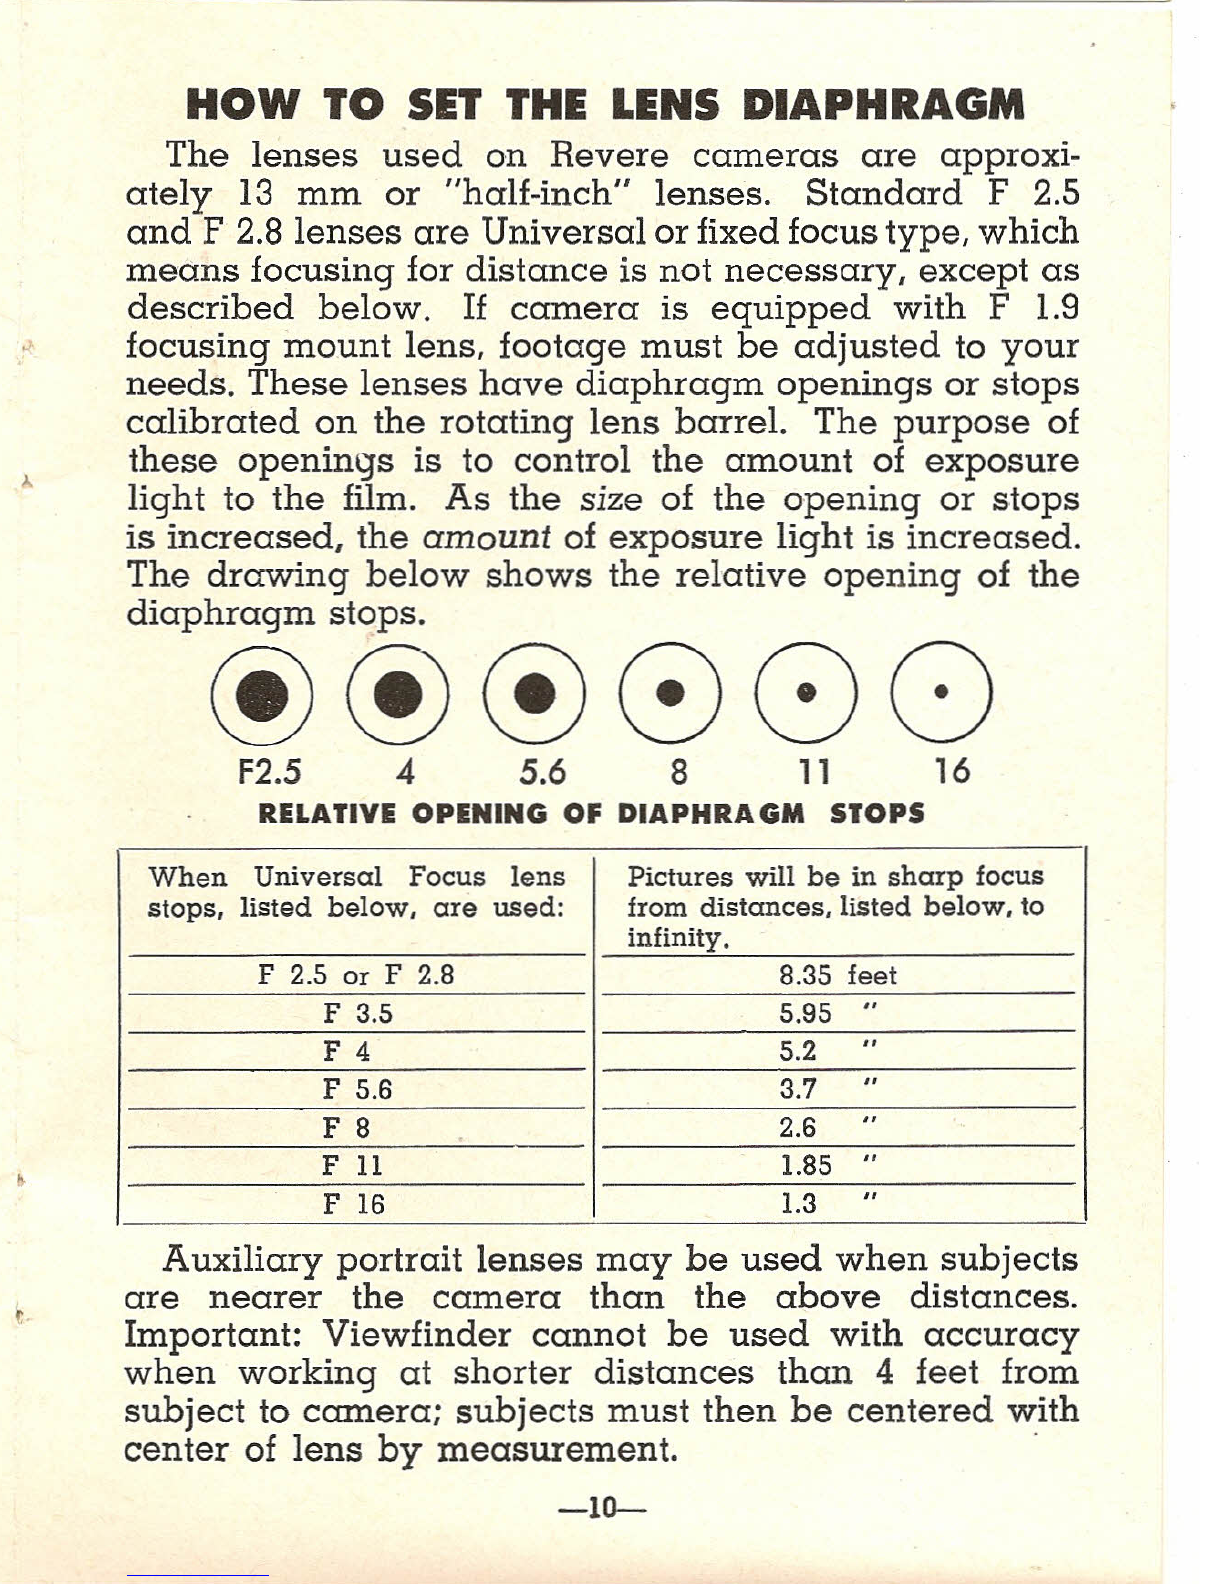 HOW TO SET THE LENS DIAPHRAGM
The lenses used on Revere cameras are approxi-
ately 13 mm or "half-inch" lenses. Standard F 2.5
and F 2.8 lenses are Universal or fixed focus type, which
means focusing for distance is not necessary, except as
described below. If camera is equipped with F 1.9
focusing mount lens, footage must be adjusted to your
needs. These lenses have diaphragm openings or stops
calibrated on the rotating lens barrel. The purpose of
these openings is to control the amount of exposure
light to the film. As the size of the opening or stops
is increased, the amount of exposure light is increased.
The drawing below shows the relative opening of the
diaphragm stops.
F2.5 4 5.6 8 11 16
RELATIVE OPENING OF DIAPHRAGM STOPS
When Universal Focus lens
stops, listed below, are used:
Pictures will be in sharp focus
from distances, listed below, to
infinity.
F 2.5 or F 2.8 8.35 feet
F 3.5 5.95 "
F 4 5.2 "
F 5.6 3.7 "
F 8 2.6 "
F 11 1.85 "
F 16 1.3 "
Auxiliary portrait lenses may be used when subjects
are nearer the camera than the above distances.
Important: Viewfinder cannot be used with accuracy
when working at shorter distances than 4 feet from
subject to camera; subjects must then be centered with
center of lens by measurement.
—10—